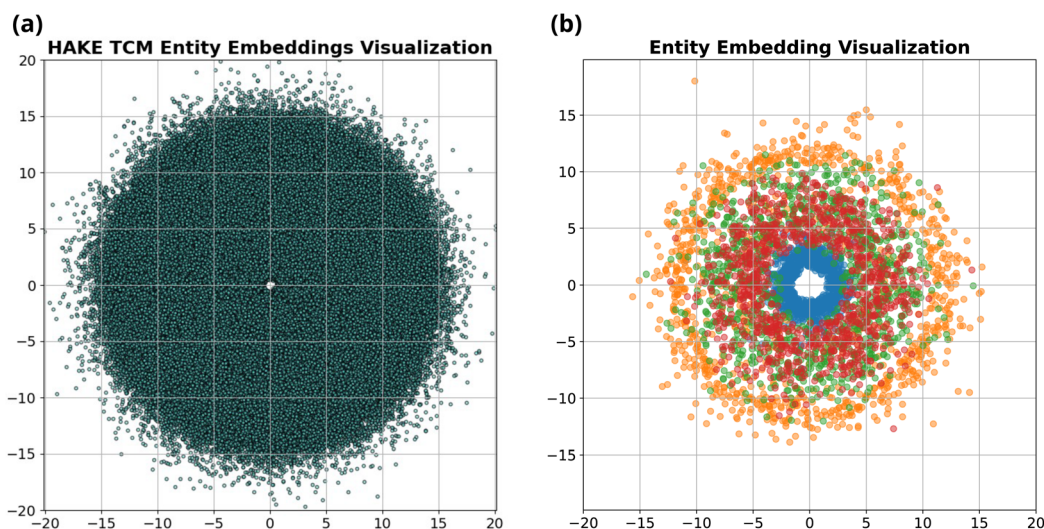 (a)
HAKE TCM Entity Embeddings Visualization
20
15
10
5
0
−5
−10
−15
−20
−20 −15 −10 −5 0 5 10 15 20
(b)
Entity Embedding Visualization
15
10
5
0
−5
−10
−15
−20 −15 −10 −5 0 5 10 15 20